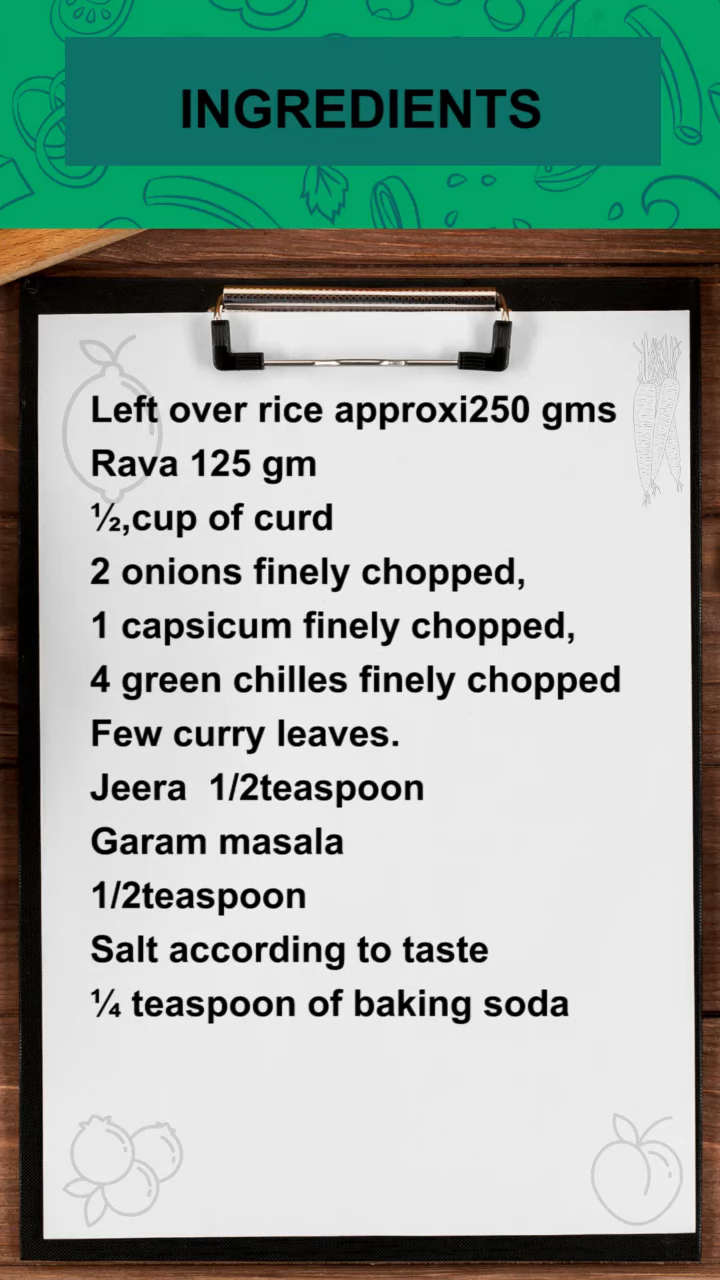 INGREDIENTS
Left over rice approxi250 gms
Rava 125 gm
½,cup of curd
2 onions finely chopped,
1 capsicum finely chopped,
4 green chilles finely chopped
Few curry leaves.
Jeera  1/2teaspoon
Garam masala
1/2teaspoon
Salt according to taste
¼ teaspoon of baking soda